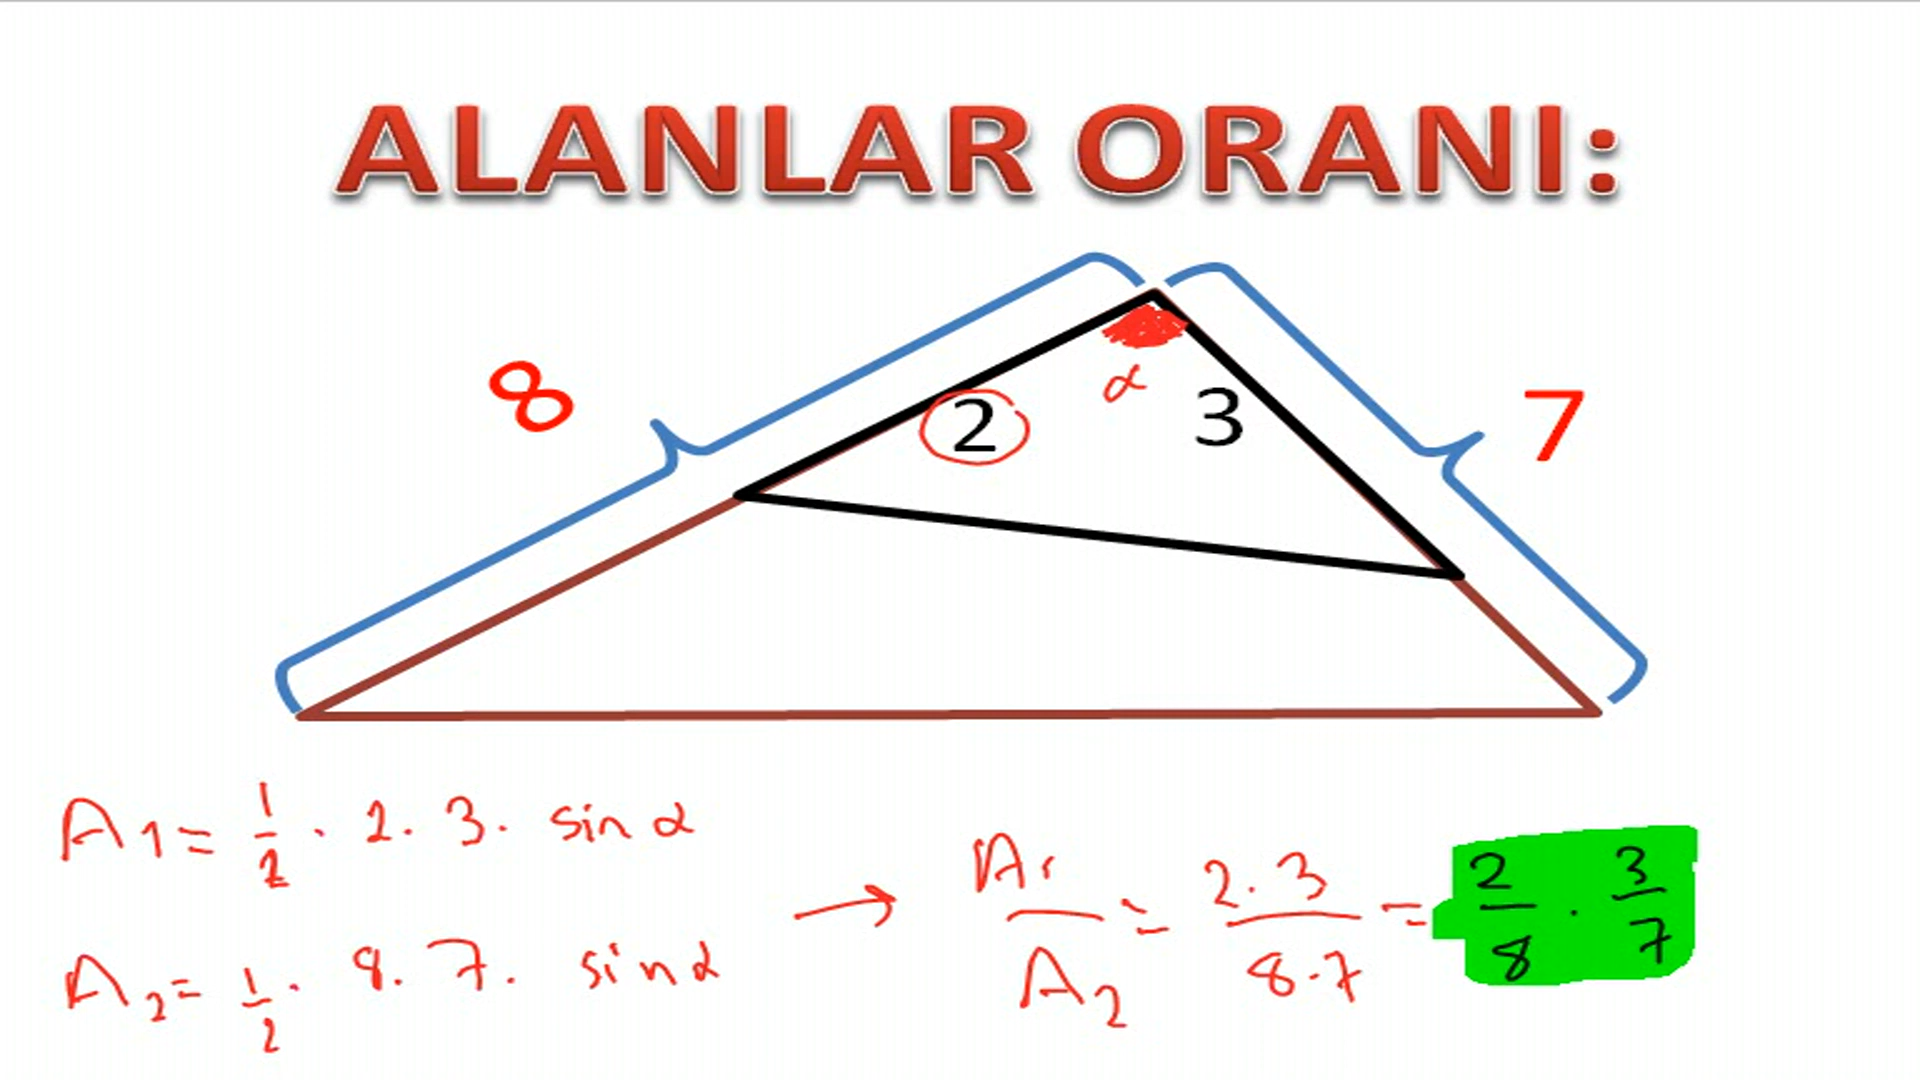 ALANLAR ORANI:
8
2
α
3
7
A1 = 1/2 . 2. 3. sin α
A2 = 1/2 . 8. 7. sin α
→ A1/A2 = 2.3/8.7 = 2/8 . 3/7